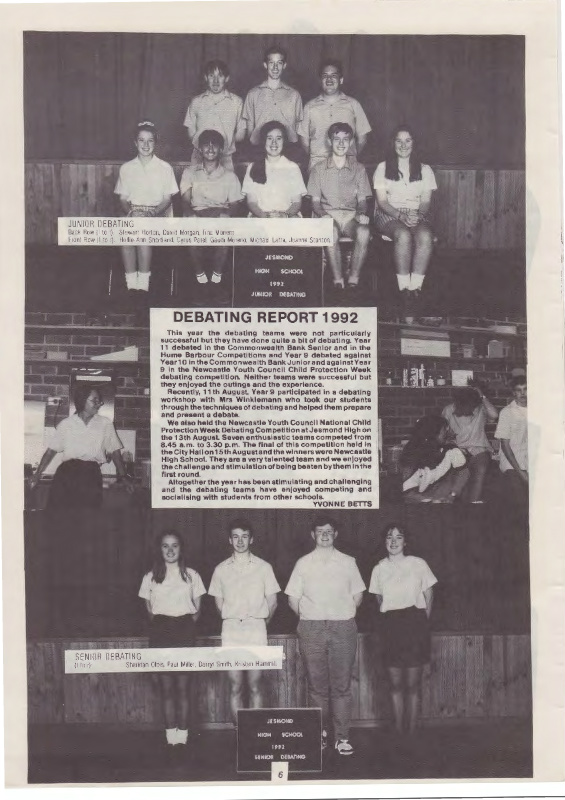 JUNIOR DEBATING
Back Row (l to r): Stewart Horton, David Morgan, Tino
Front Row (l to r): Hollie-Ann Cyrus Patel, Michael Joanne Stanton
JESMOND
HIGH SCHOOL
1992
JUNIOR DEBATING
DEBATING REPORT 1992
This year the debating teams were not particularly
successful but they have done quite a bit of debating. Year
11 debated in the Commonwealth Bank Senior and in the
Hume Barbour Competitions and Year 9 debated against
Year 10 in the Commonwealth Bank Junior and against Year
9 in the Newcastle Youth Council Child Protection Week
debating competition. Neither teams were successful but
they enjoyed the outings and the experience.
Recently, 11th August, Year 9 participated in a debating
workshop with Mrs Winklemann who took our students
through the techniques of debating and helped them prepare
and present a debate.
We also held the Nawcastle Youth Council National Child
Protection Week Debating Competition at Jesmond High on
the 13th August. Seven enthusiastic teams competed from
8.45 a.m. to 3.30 p.m. The final of this competition held in
the City Hall on 15th August and the winners were Newcastle
High School. They are a very talented team and we enjoyed
the challenge and stimulation of being beaten by them in the
first round.
Altogether the year has been stimulating and challenging
and the debating teams have enjoyed competing and
socialising with students from other schools.
YVONNE BETTS
SENIOR DEBATING
(l to r) Sheridan Paul Miller, Darryl Smith, Kristen
JESMOND
HIGH SCHOOL
1992
SENIOR DEBATING
6